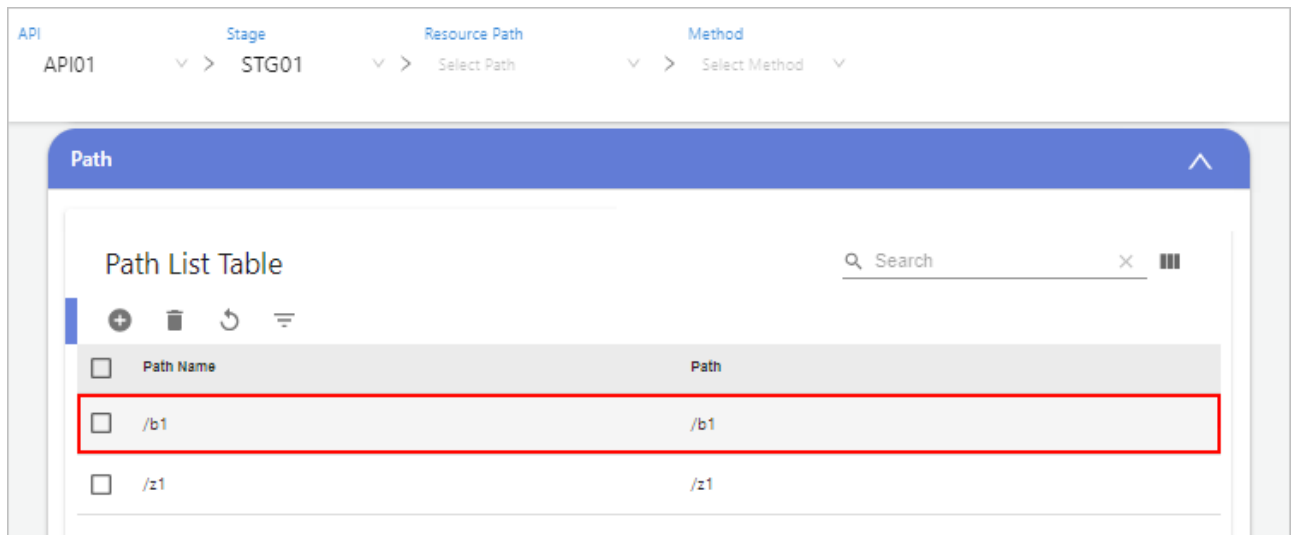 API Stage Resource Path Method
API01 > STG01 > Select Path > Select Method
Path
Path List Table Search
Path Name Path
/b1 /b1
/z1 /z1